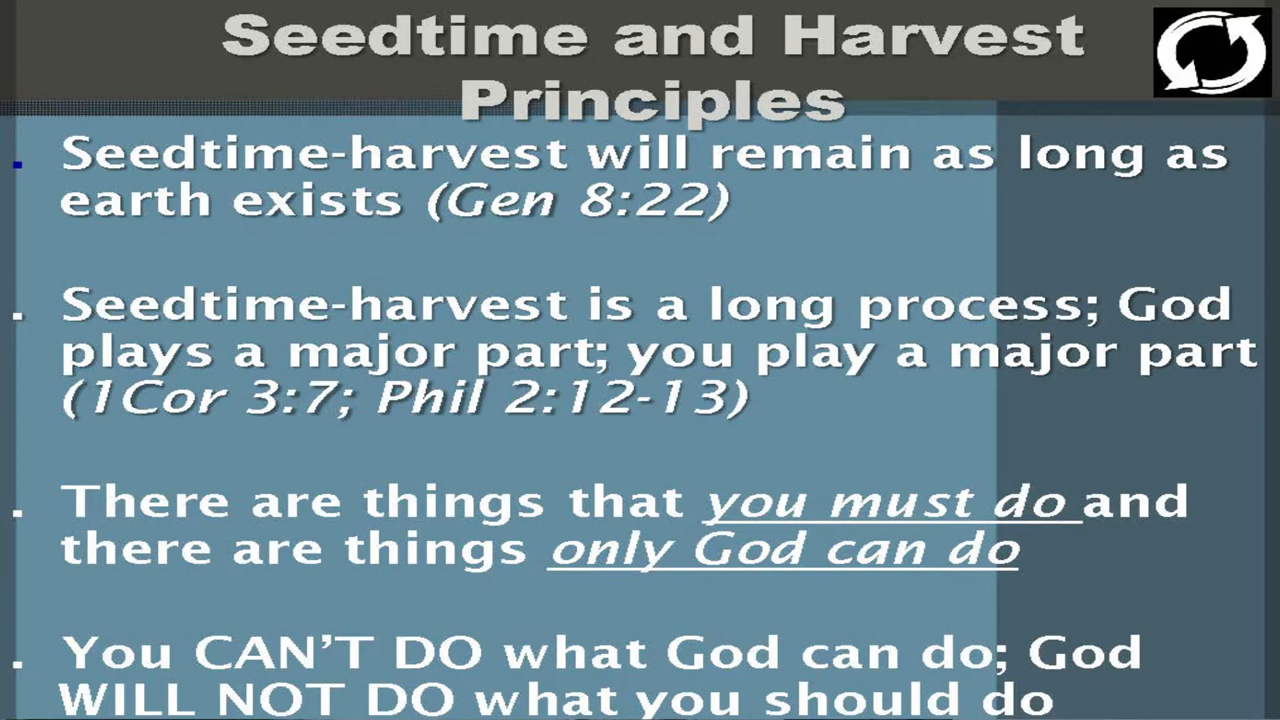 Seedtime and Harvest
Principles
. Seedtime-harvest will remain as long as
earth exists (Gen 8:22)
. Seedtime-harvest is a long process; God
plays a major part; you play a major part
(1Cor 3:7; Phil 2:12-13)
. There are things that you must do and
there are things only God can do
. You CAN’T DO what God can do; God
WILL NOT DO what you should do